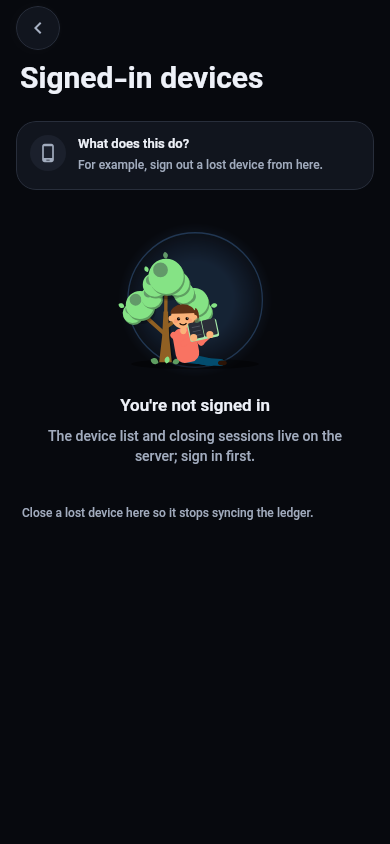 Signed-in devices
What does this do?
For example, sign out a lost device from here.
You're not signed in
The device list and closing sessions live on the
server; sign in first.
Close a lost device here so it stops syncing the ledger.